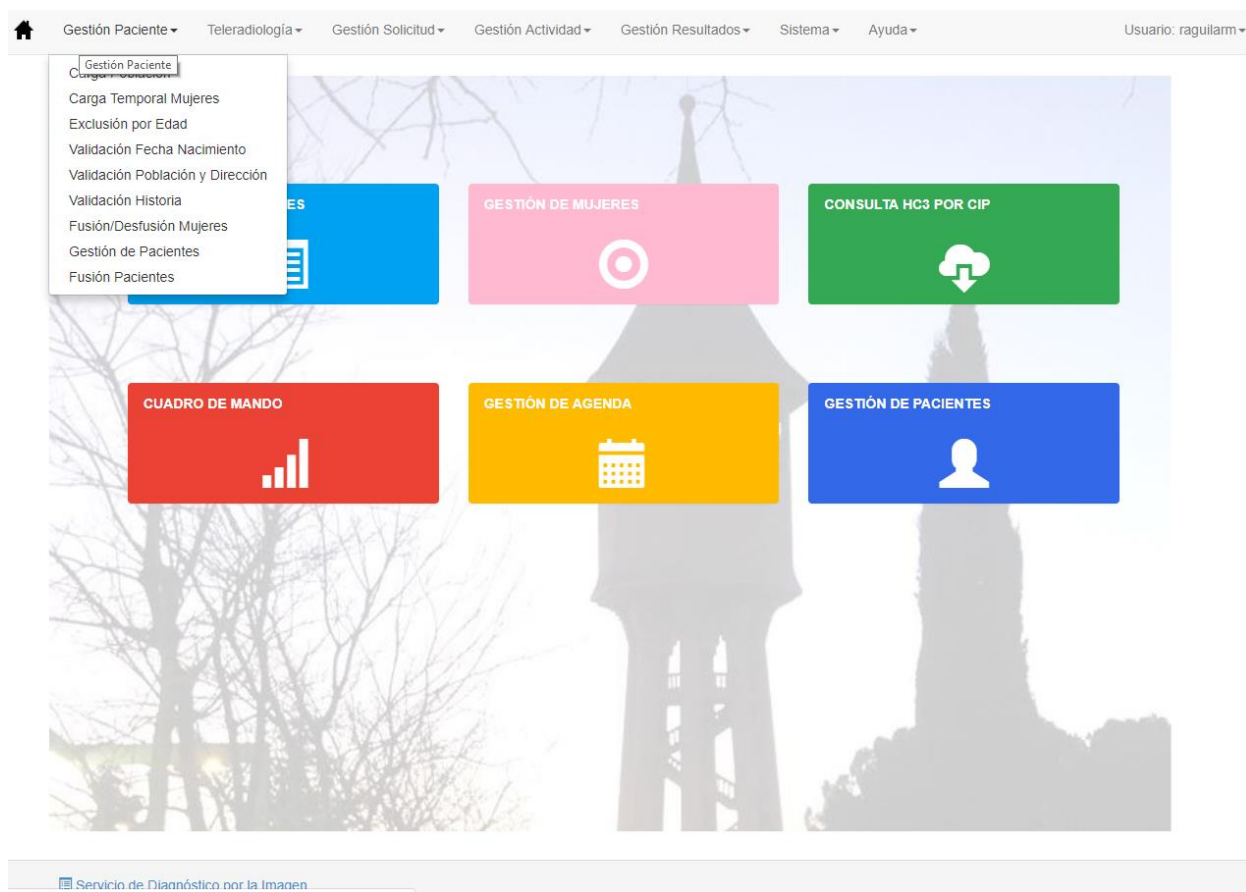 Gestión Paciente Teleradiología Gestión Solicitud Gestión Actividad Gestión Resultados Sistema Ayuda Usuario: raguilarm
Gestión Paciente
Carga Población
Carga Temporal Mujeres
Exclusión por Edad
Validación Fecha Nacimiento
Validación Población y Dirección
Validación Historia
Fusión/Desfusión Mujeres
Gestión de Pacientes
Fusión Pacientes
GESTIÓN DE MUJERES
CONSULTA HC3 POR CIP
CUADRO DE MANDO
GESTIÓN DE AGENDA
GESTIÓN DE PACIENTES
Servicio de Diagnóstico por la Imagen